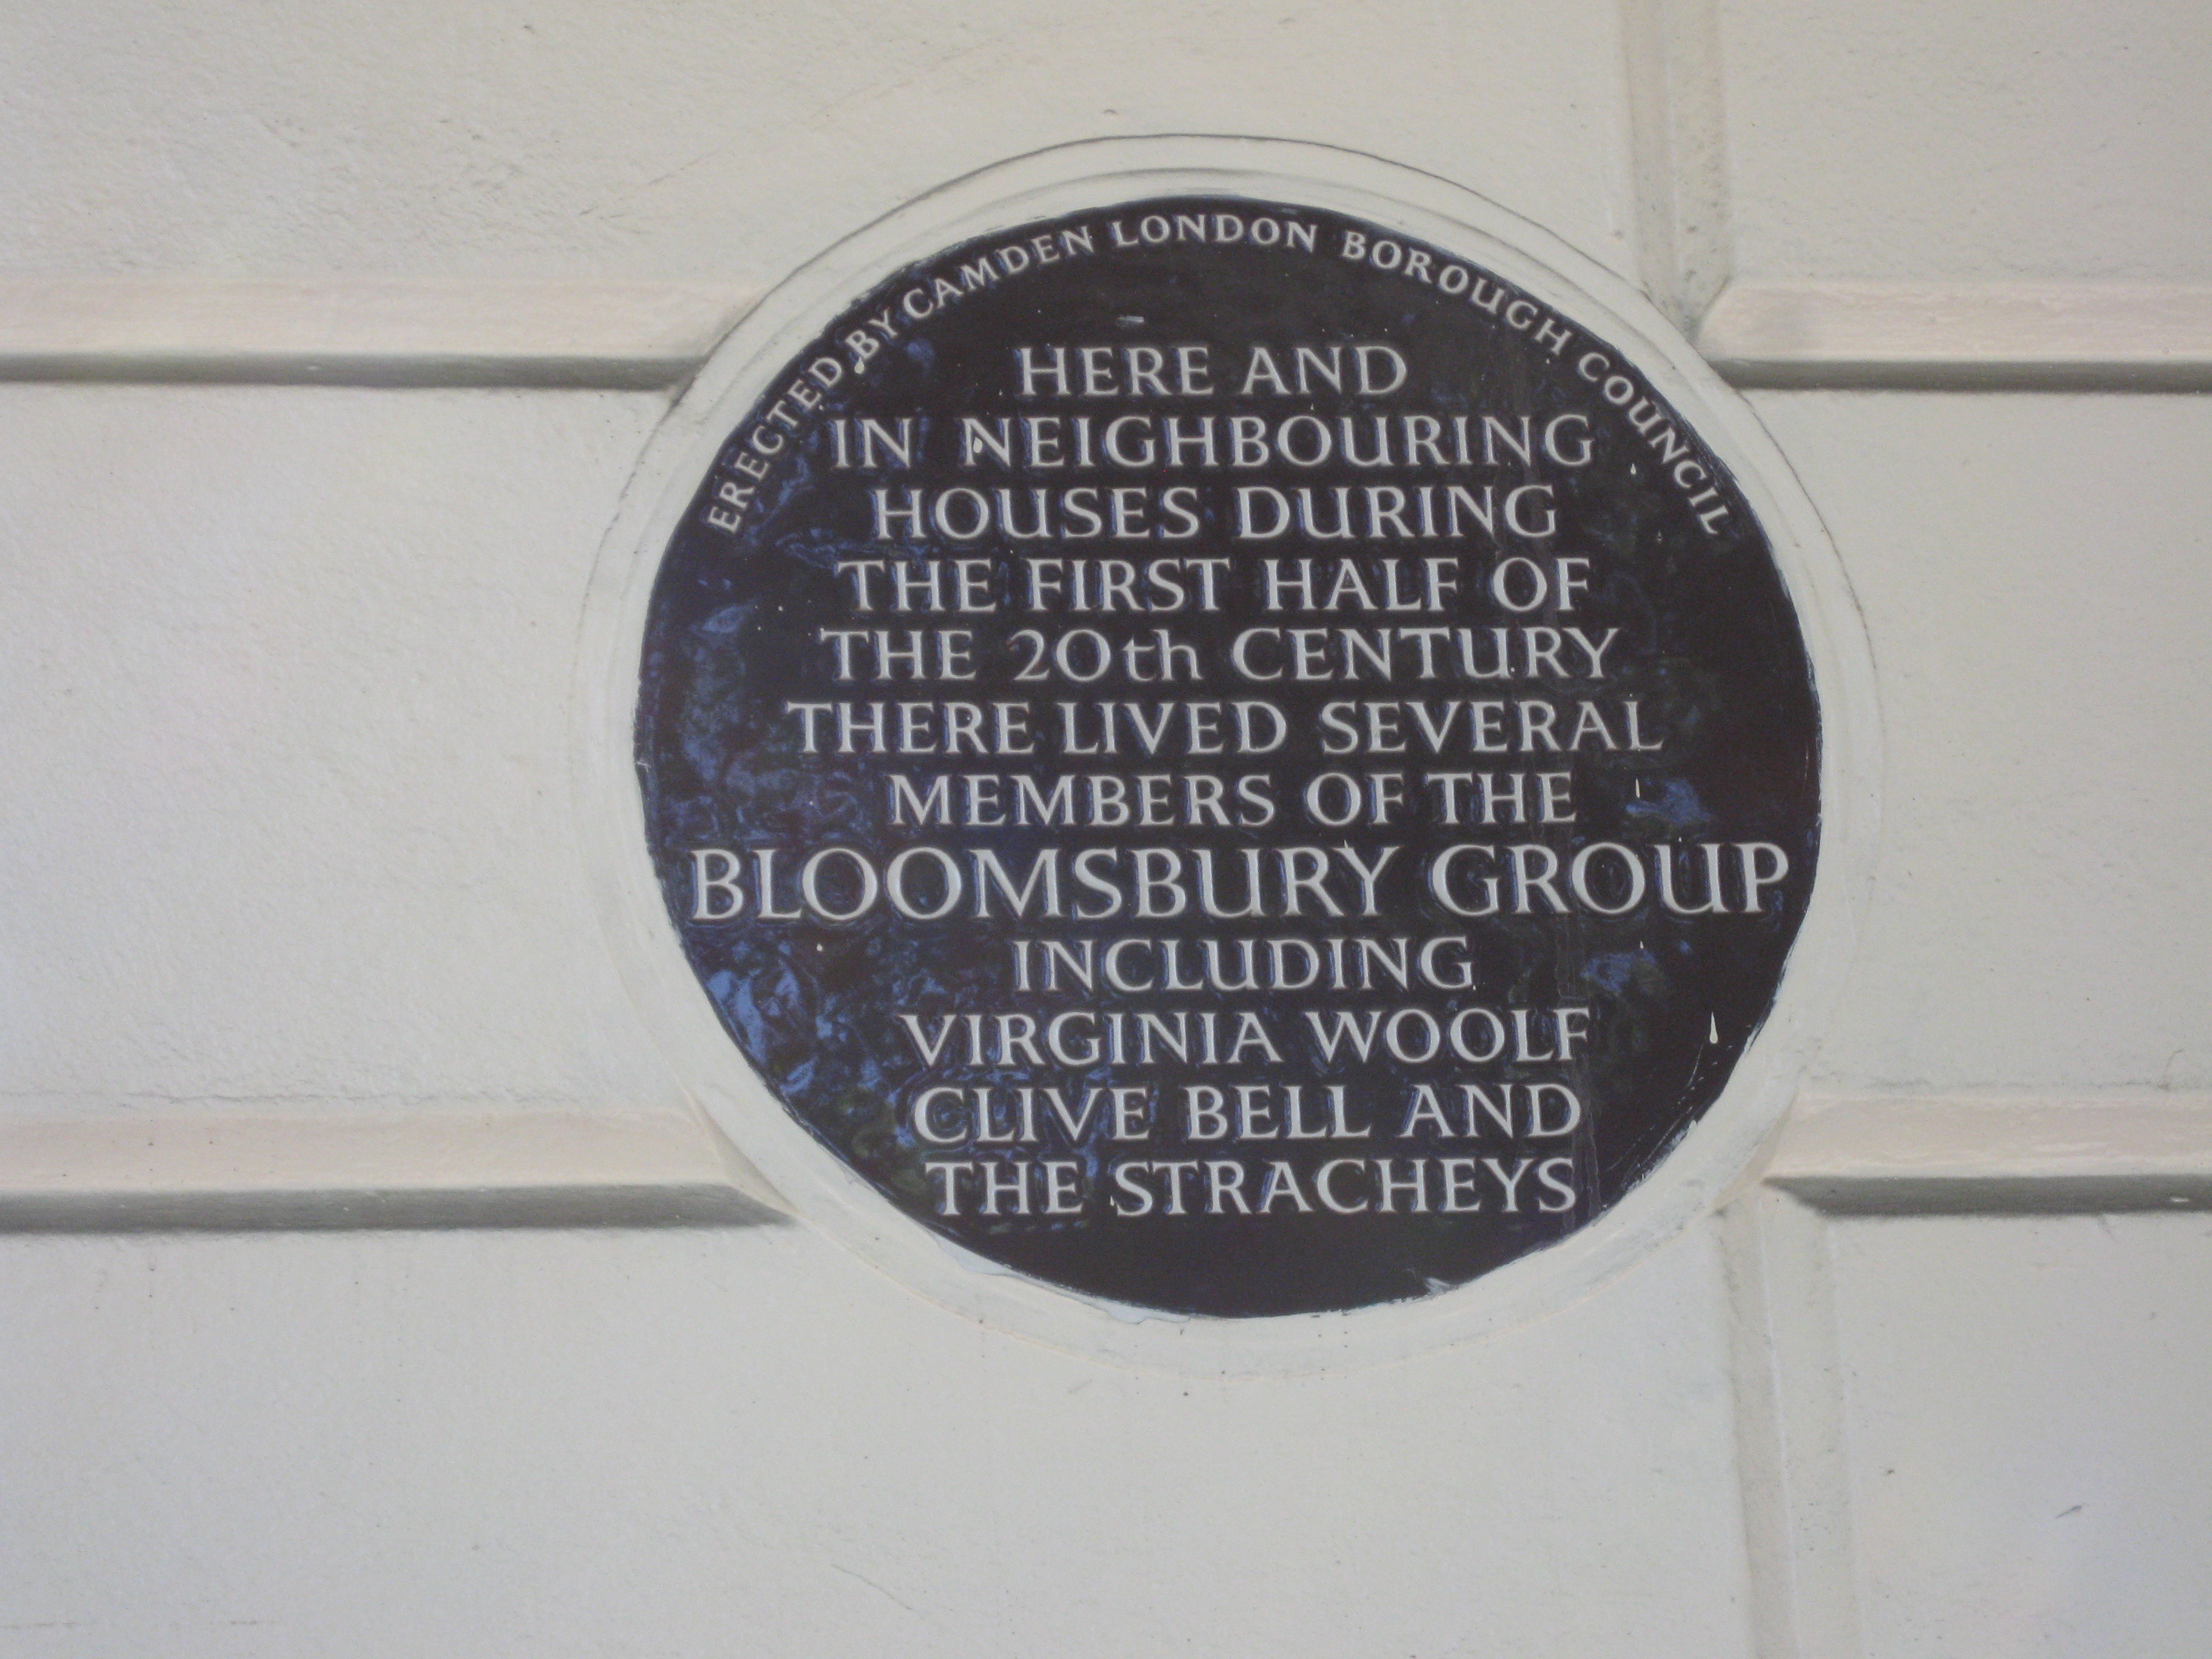 ERECTED BY CAMDEN LONDON BOROUGH COUNCIL
HERE AND
IN NEIGHBOURING
HOUSES DURING
THE FIRST HALF OF
THE 20th CENTURY
THERE LIVED SEVERAL
MEMBERS OF THE
BLOOMSBURY GROUP
INCLUDING
VIRGINIA WOOLF
CLIVE BELL AND
THE STRACHEYS